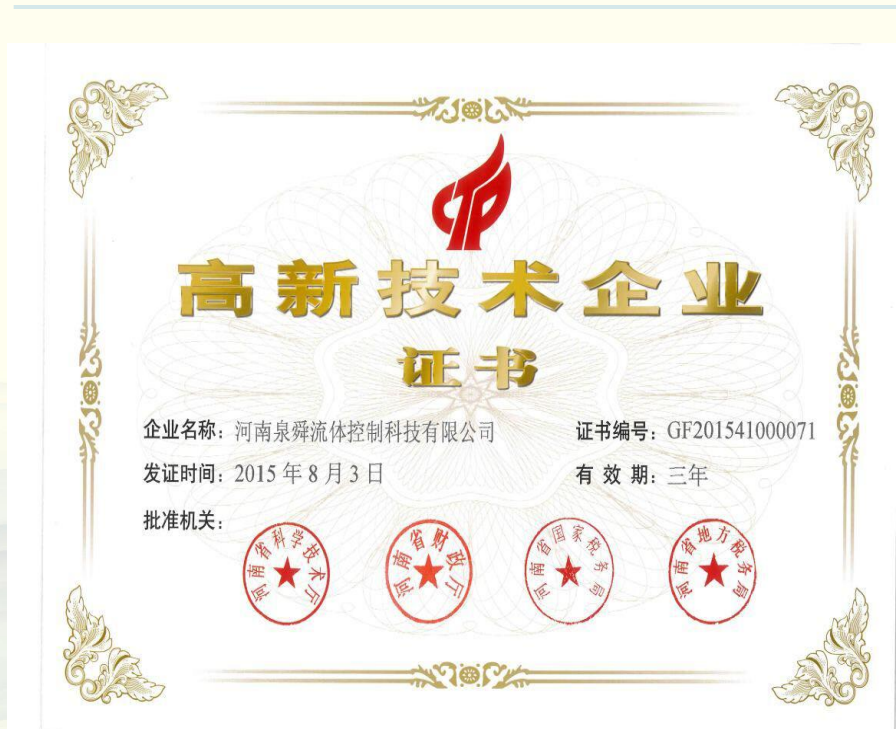 高新技术企业
证书
企业名称：河南泉舜流体控制科技有限公司
证书编号：GF201541000071
发证时间：2015年8月3日
有效期：三年
批准机关：
河南省科学技术厅
河南省财政厅
河南省国家税务局
河南省地方税务局